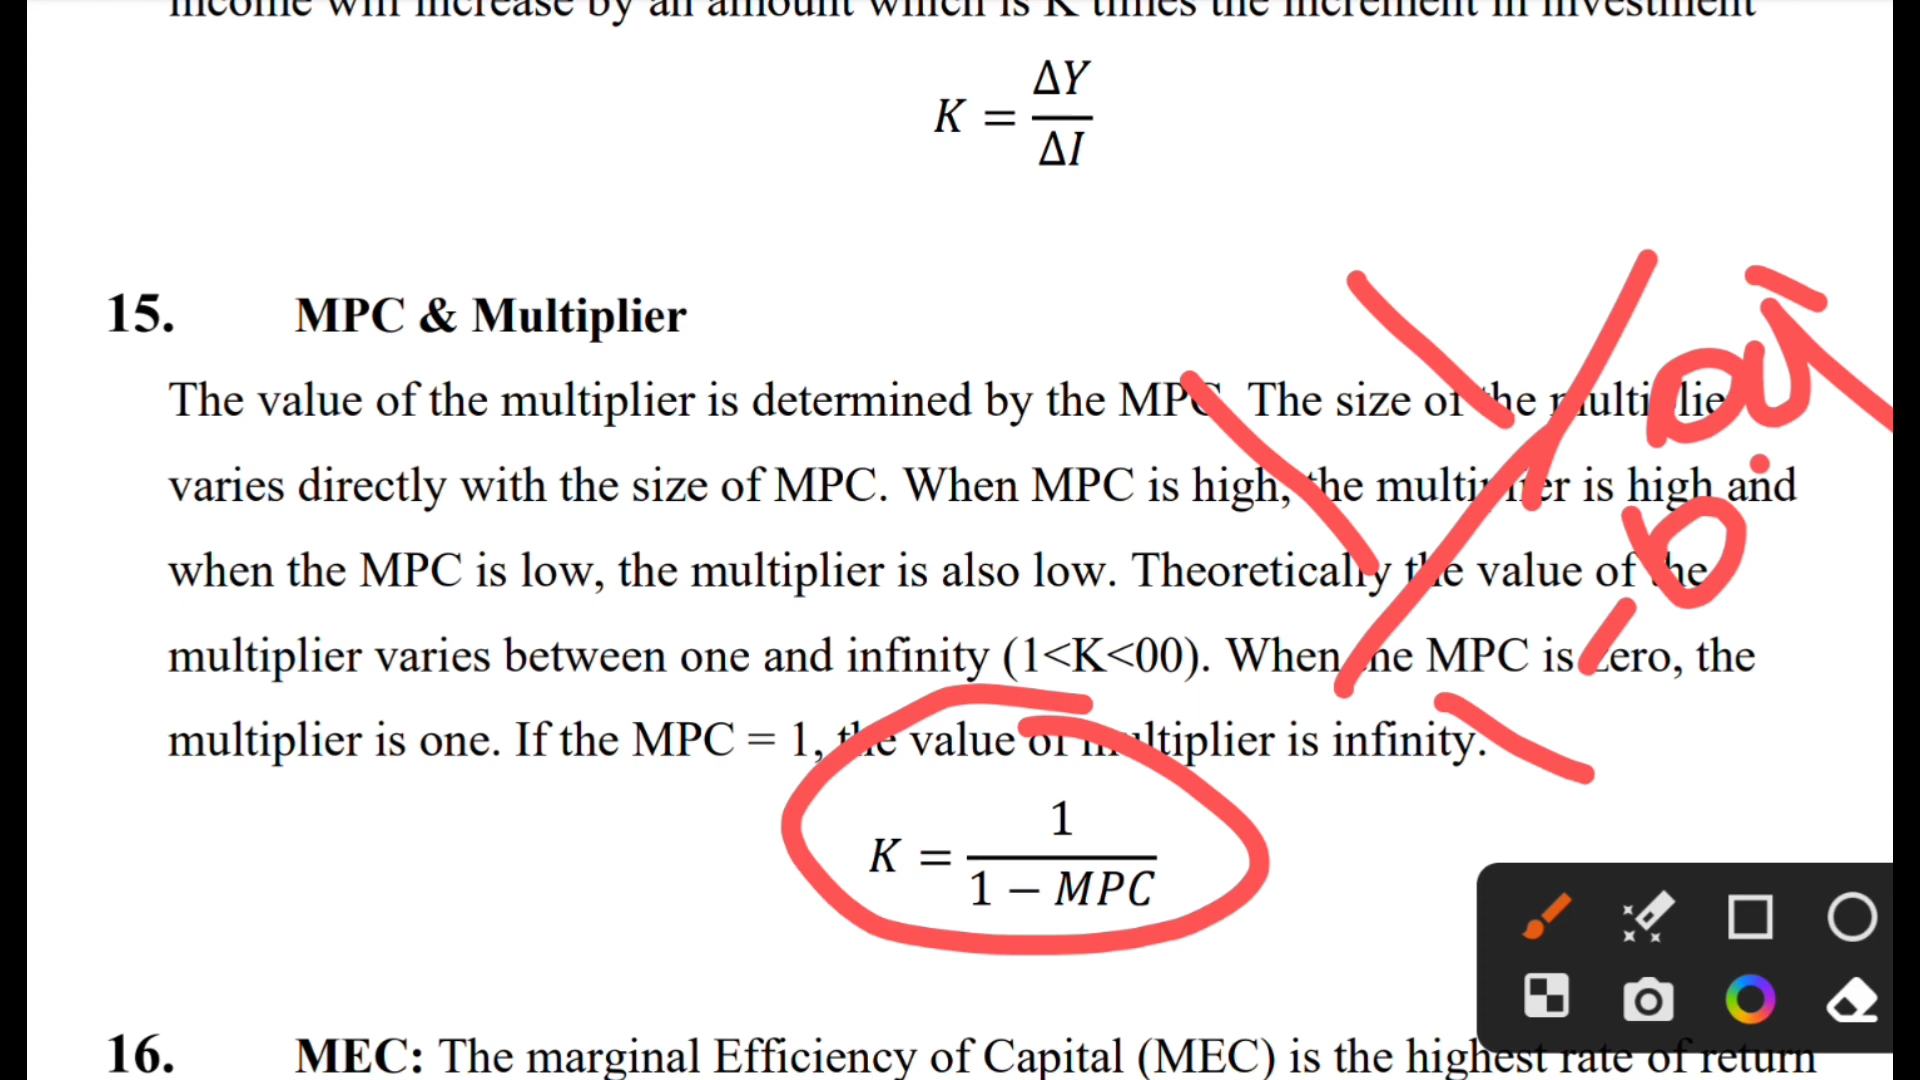 income will increase by an amount which is K times the increment in investment
K = ΔY / ΔI
15. MPC & Multiplier
The value of the multiplier is determined by the MPC. The size of the multiplier
varies directly with the size of MPC. When MPC is high, the multiplier is high and
when the MPC is low, the multiplier is also low. Theoretically the value of the
multiplier varies between one and infinity (1<K<00). When the MPC is zero, the
multiplier is one. If the MPC = 1, the value of multiplier is infinity.
K = 1 / 1 − MPC
16. MEC: The marginal Efficiency of Capital (MEC) is the highest rate of return